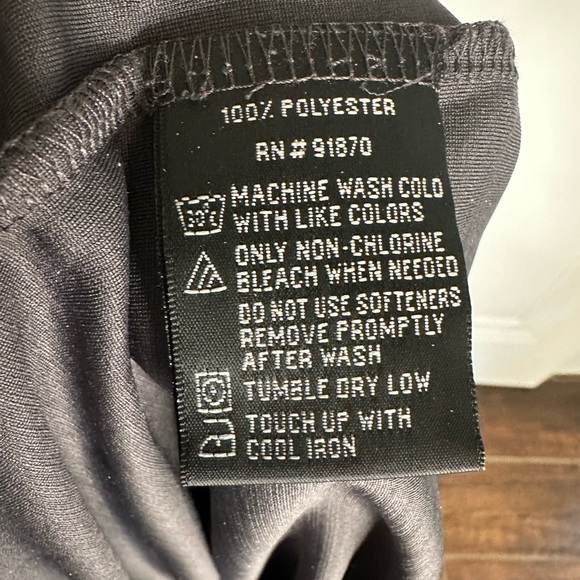 100% POLYESTER
RN # 91870
30°C MACHINE WASH COLD
WITH LIKE COLORS
ONLY NON-CHLORINE
BLEACH WHEN NEEDED
DO NOT USE SOFTENERS
REMOVE PROMPTLY
AFTER WASH
TUMBLE DRY LOW
TOUCH UP WITH
COOL IRON